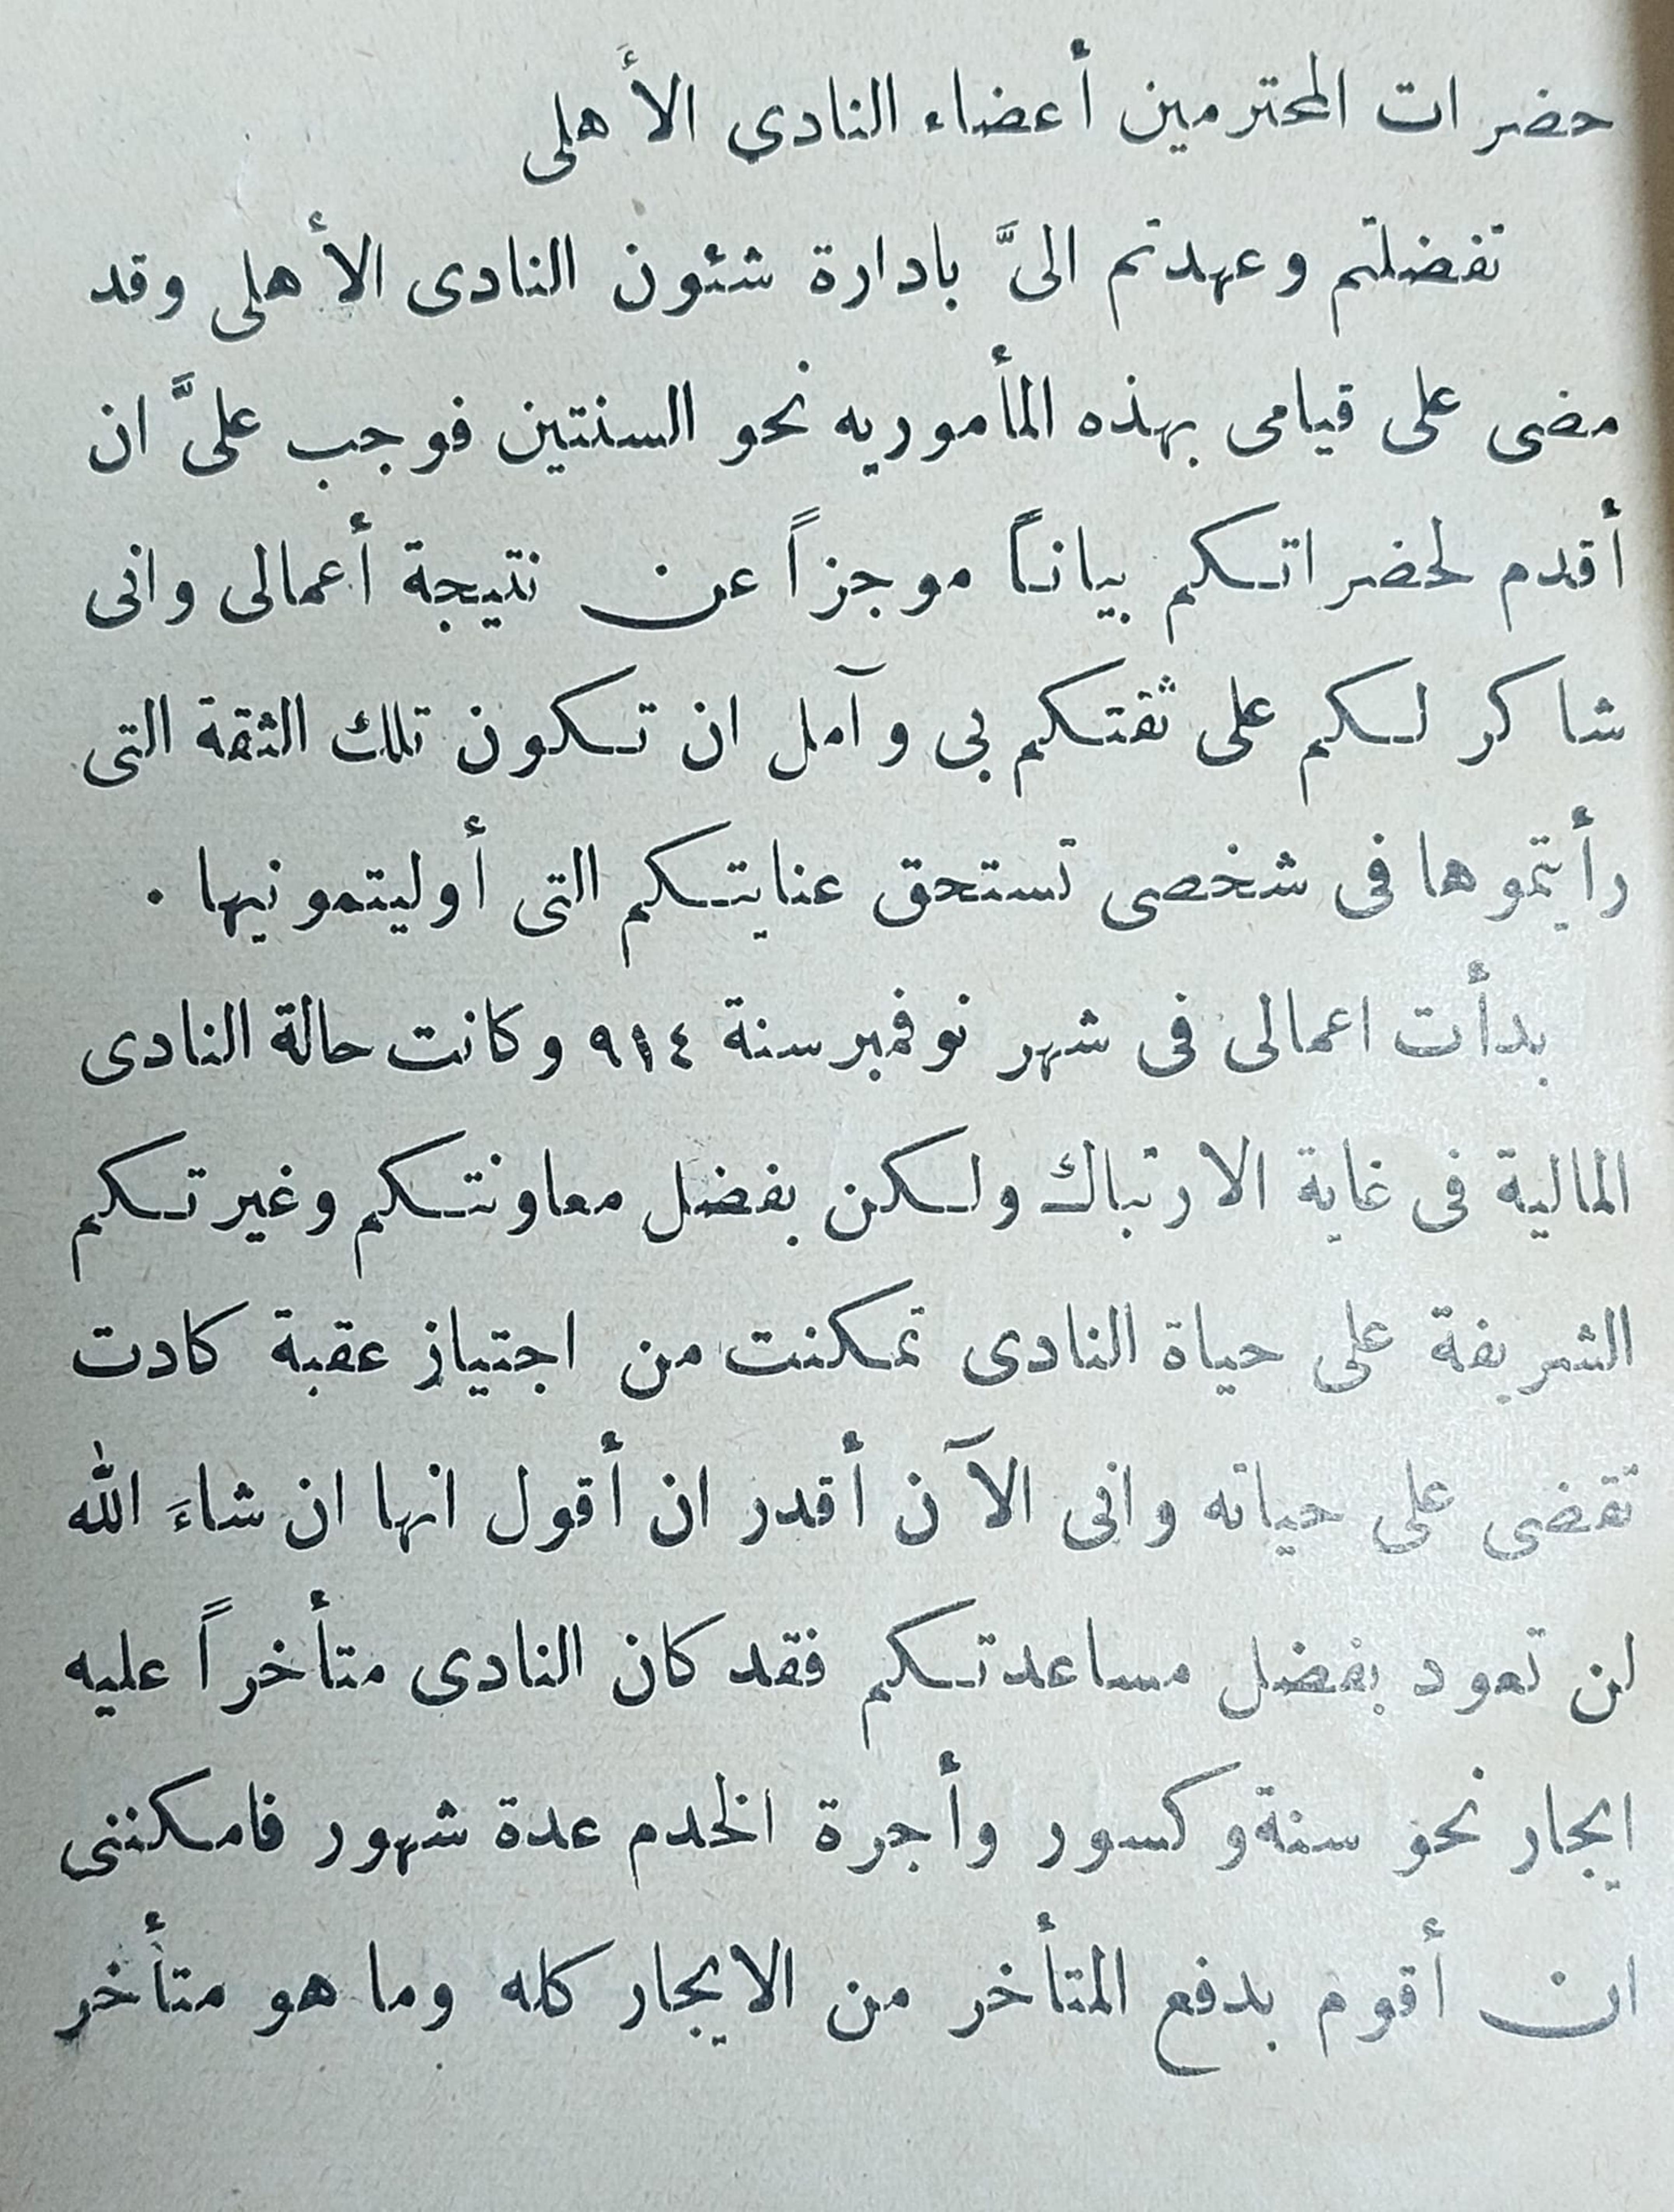 حضرات المحترمين أعضاء النادى الأهلى
تفضلتم وعهدتم الىَّ بادارة شئون النادى الأهلى وقد
مضى على قيامى بهذه المأموريه نحو السنتين فوجب علىَّ ان
أقدم لحضراتكم بيانًا موجزاً عن نتيجة أعمالى وانى
شاكر لكم على ثقتكم بى وآمل ان تكون تلك الثقة التى
رأيتموها فى شخصى تستحق عنايتكم التى أوليتمونيها .
بدأت اعمالى فى شهر نوفمبر سنة ٩١٤ وكانت حالة النادى
المالية فى غاية الارتباك ولكن بفضل معاونتكم وغيرتكم
الشريفة على حياة النادى تمكنت من اجتياز عقبة كادت
تقضى على حياته وانى الآن أقدر ان أقول انها ان شاءَ الله
لن تعود بفضل مساعدتكم فقد كان النادى متأخراً عليه
ايجار نحو سنة وكسور وأجرة الخدم عدة شهور فامكننى
ان أقوم بدفع المتأخر من الايجار كله وما هو متأخر